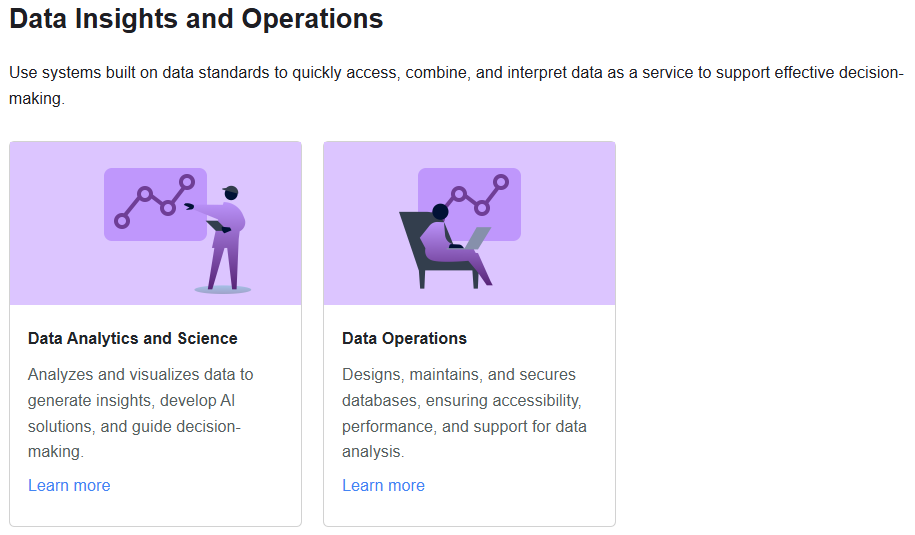 Data Insights and Operations
Use systems built on data standards to quickly access, combine, and interpret data as a service to support effective decision-
making.
Data Analytics and Science
Analyzes and visualizes data to
generate insights, develop AI
solutions, and guide decision-
making.
Learn more
Data Operations
Designs, maintains, and secures
databases, ensuring accessibility,
performance, and support for data
analysis.
Learn more